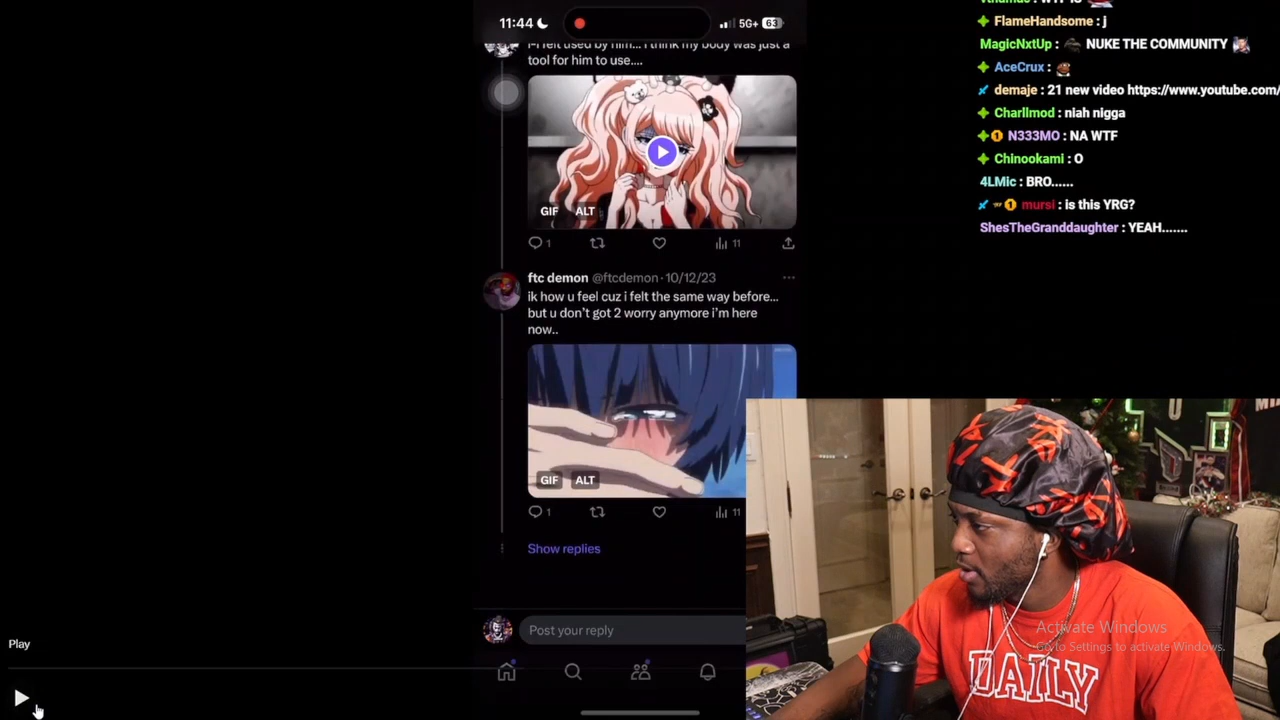 11:44
5G+ 63
I-I felt used by him... I think my body was just a
tool for him to use....
GIF ALT
1
11
ftc demon @ftcdemon · 10/12/23
ik how u feel cuz i felt the same way before...
but u don't got 2 worry anymore i'm here
now..
GIF ALT
1
11
Show replies
Post your reply
Play
FlameHandsome : j
MagicNxtUp : NUKE THE COMMUNITY
AceCrux :
demaje : 21 new video https://www.youtube.com/
Charllmod : niah nigga
N333MO : NA WTF
Chinookami : O
4LMic : BRO......
mursi : is this YRG?
ShesTheGranddaughter : YEAH.......
Activate Windows
Go to Settings to activate Windows.
DAILY